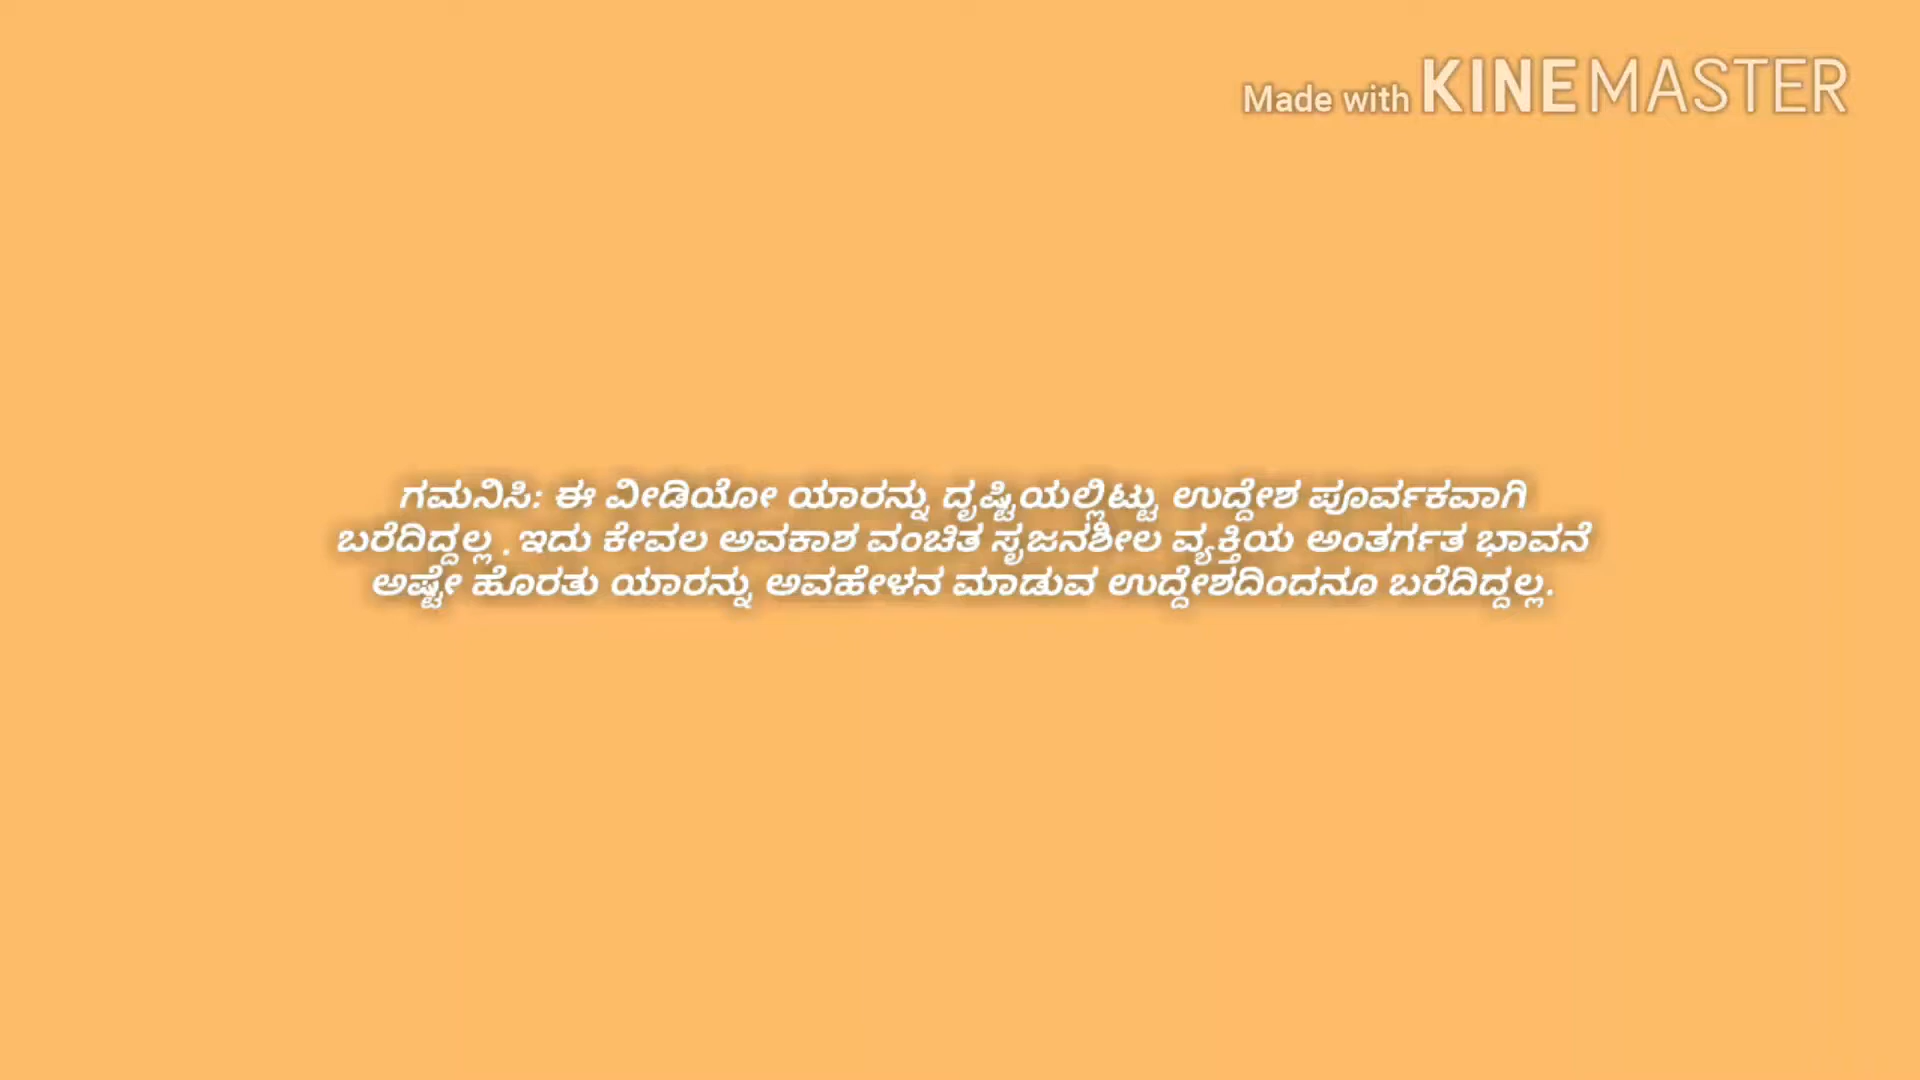 Made with KINEMASTER
ಗಮನಿಸಿ: ಈ ವೀಡಿಯೋ ಯಾರನ್ನು ದೃಷ್ಟಿಯಲ್ಲಿಟ್ಟು ಉದ್ದೇಶ ಪೂರ್ವಕವಾಗಿ
ಬರೆದಿದ್ದಲ್ಲ . ಇದು ಕೇವಲ ಅವಕಾಶ ವಂಚಿತ ಸೃಜನಶೀಲ ವ್ಯಕ್ತಿಯ ಅಂತರ್ಗತ ಭಾವನೆ
ಅಷ್ಟೇ ಹೊರತು ಯಾರನ್ನು ಅವಹೇಳನ ಮಾಡುವ ಉದ್ದೇಶದಿಂದನೂ ಬರೆದಿದ್ದಲ್ಲ.